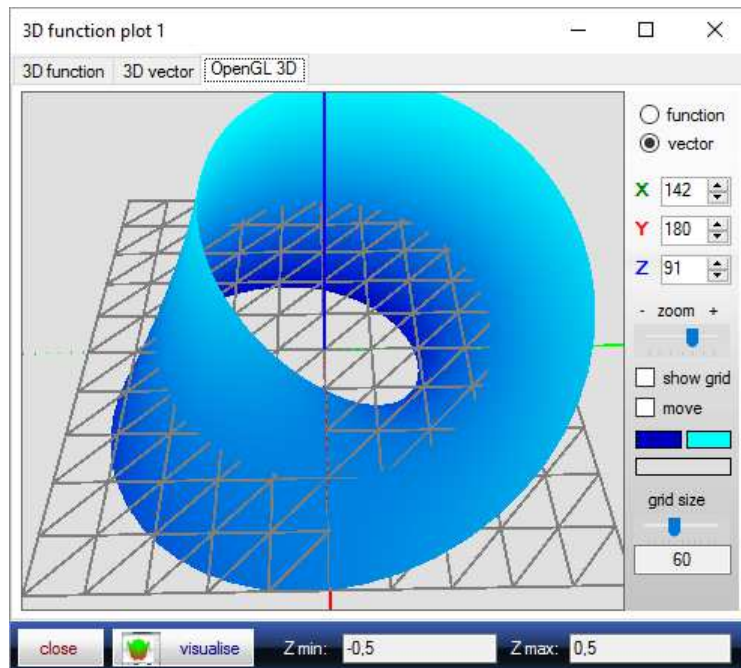 3D function plot 1
3D function 3D vector OpenGL 3D
function
vector
X 142
Y 180
Z 91
- zoom +
show grid
move
grid size
60
close visualise Z min: -0,5 Z max: 0,5